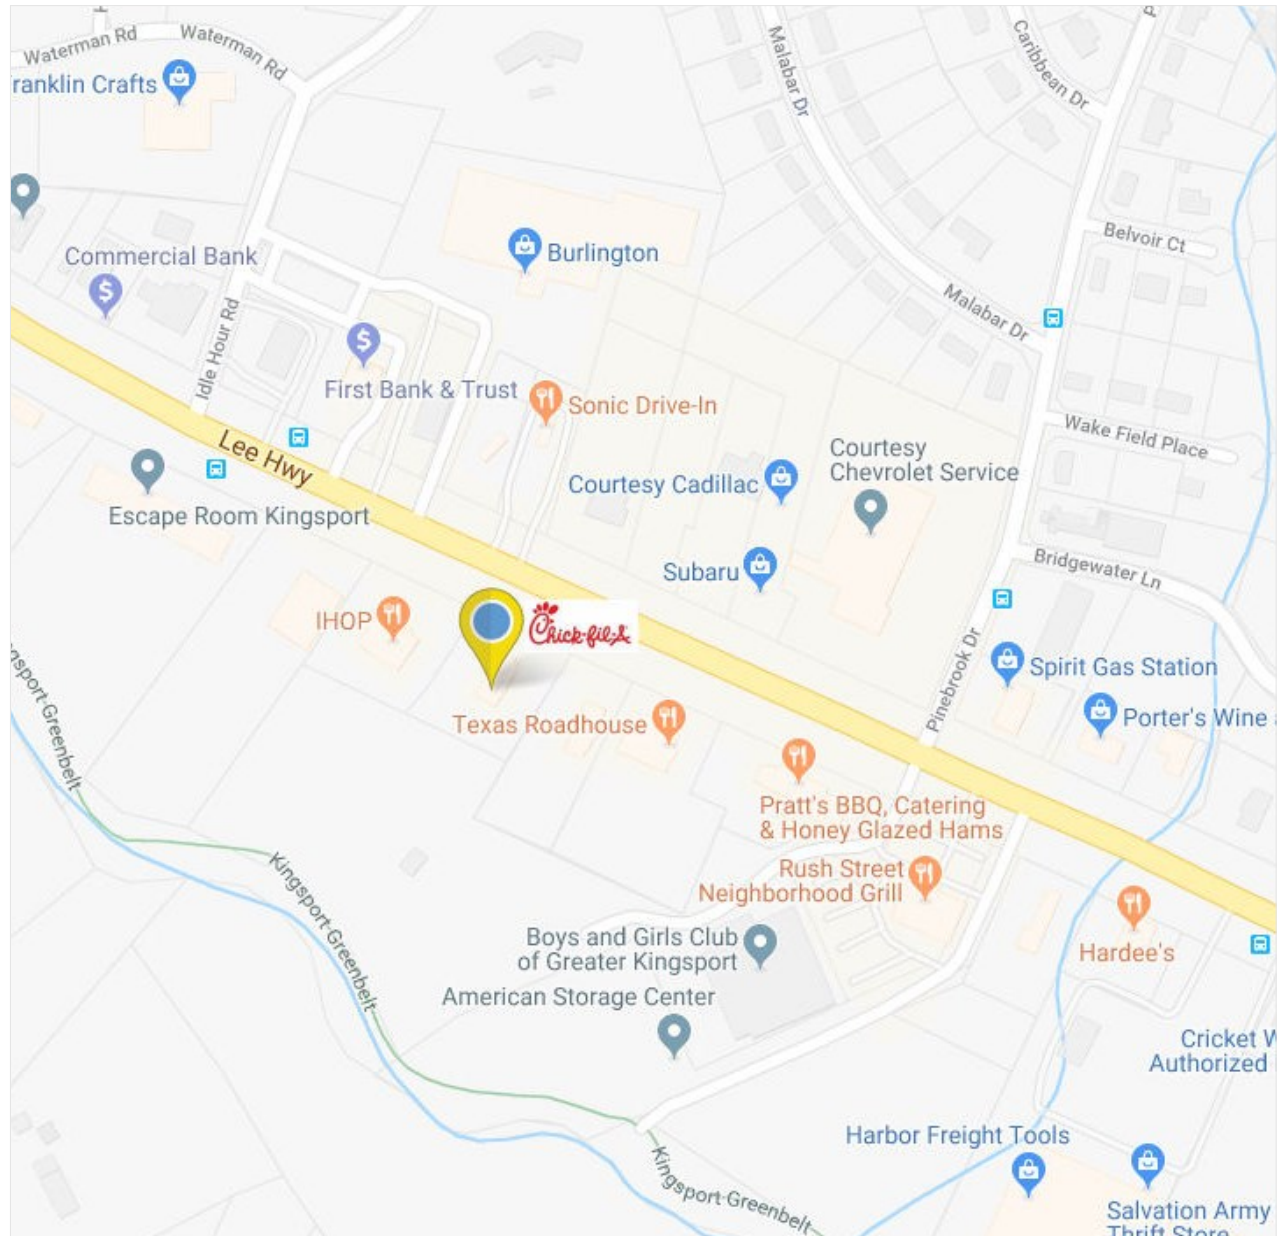 Waterman Rd
Waterman Rd
ranklin Crafts
Malabar Dr
Caribbean Dr
P
Belvoir Ct
Commercial Bank
Burlington
Malabar Dr
Idle Hour Rd
First Bank & Trust
Sonic Drive-In
Lee Hwy
Wake Field Place
Courtesy
Chevrolet Service
Courtesy Cadillac
Escape Room Kingsport
Subaru
Bridgewater Ln
IHOP
Chick-fil-A
Pinebrook Dr
Spirit Gas Station
ngsport Greenbelt
Texas Roadhouse
Porter's Wine
Pratt's BBQ, Catering
& Honey Glazed Hams
Rush Street
Neighborhood Grill
Kingsport Greenbelt
Boys and Girls Club
of Greater Kingsport
Hardee's
American Storage Center
Cricket W
Authorized
Harbor Freight Tools
Kingsport Greenbelt
Salvation Army
Thrift Store